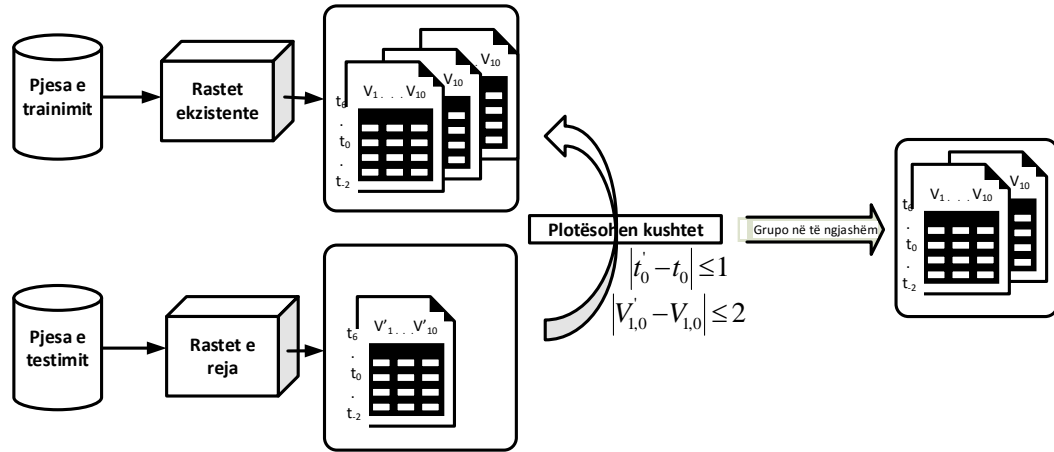 Pjesa e
trainimit
Rastet
ekzistente
V₁ . . . V₁₀
V₁₀
. V₁₀
t₆
.
t₀
.
t₋₂
Plotësohen kushtet
|t'₀ − t₀| ≤ 1
|V'₁,₀ − V₁,₀| ≤ 2
Grupo në të ngjashëm
V₁ . . . V₁₀
V₁₀
t₆
.
t₀
.
t₋₂
Pjesa e
testimit
Rastet e
reja
V'₁. . .V'₁₀
t₆
.
t₀
.
t₋₂